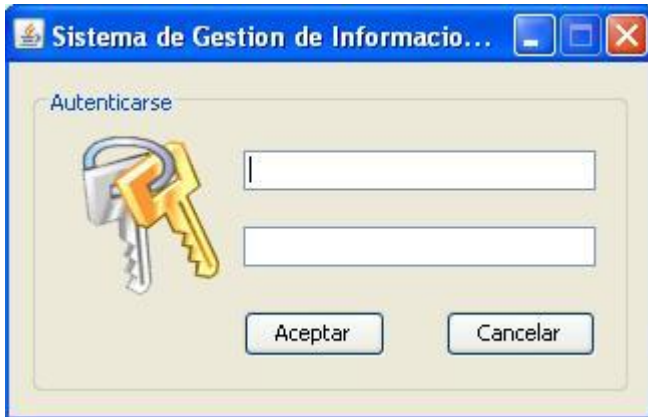 Sistema de Gestion de Informacio...
Autenticarse
Aceptar Cancelar